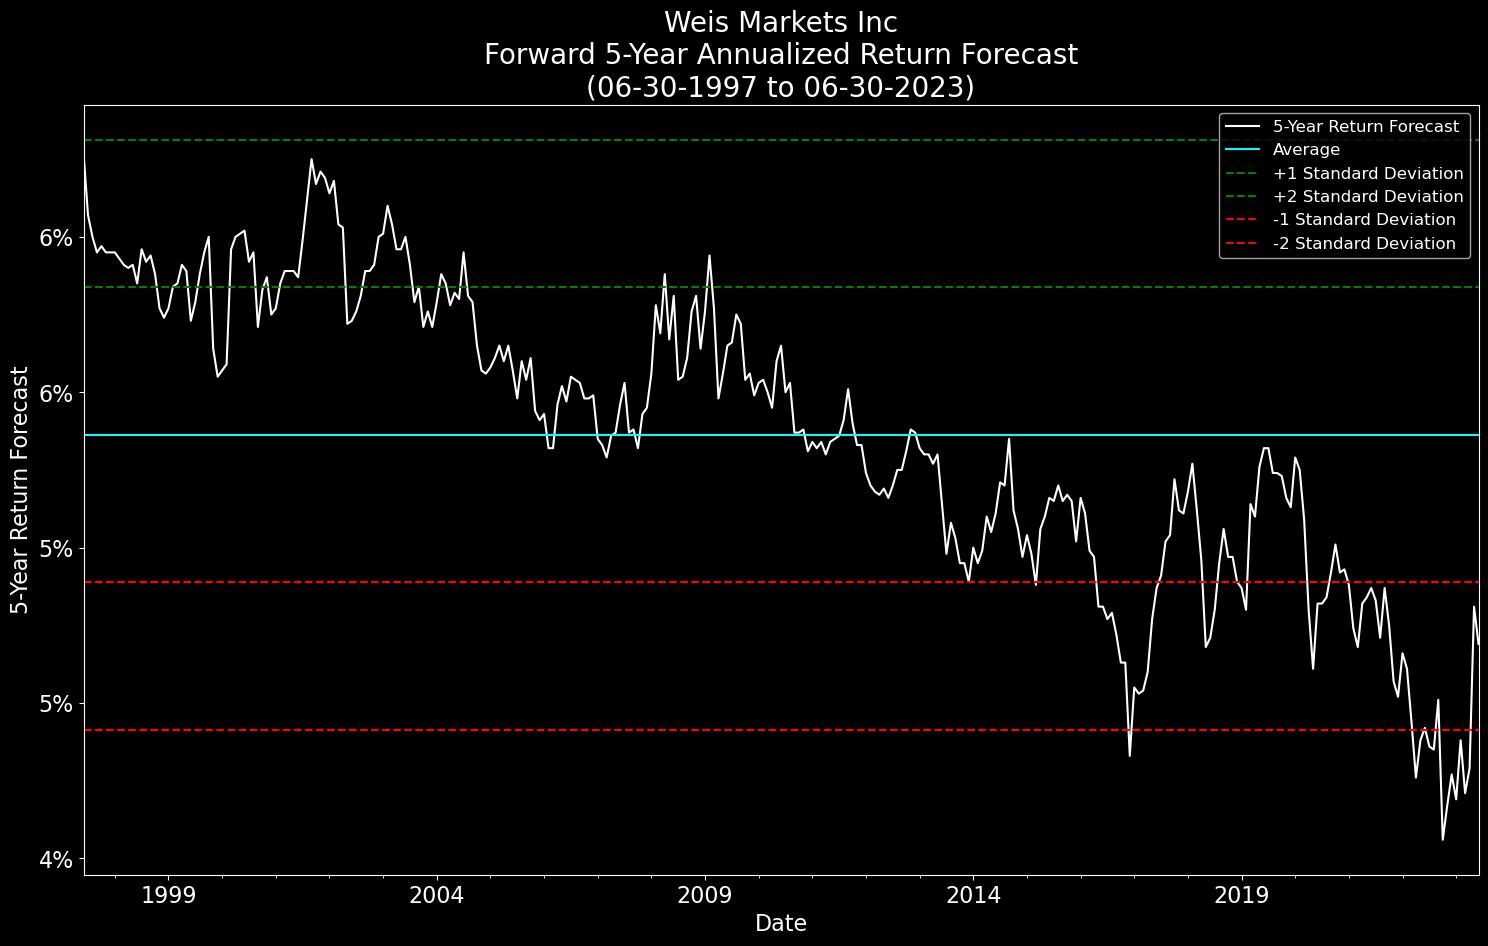 Weis Markets Inc
Forward 5-Year Annualized Return Forecast
(06-30-1997 to 06-30-2023)
5-Year Return Forecast
Average
+1 Standard Deviation
+2 Standard Deviation
-1 Standard Deviation
-2 Standard Deviation
6%
6%
5%
5%
4%
5-Year Return Forecast
1999
2004
2009
2014
2019
Date